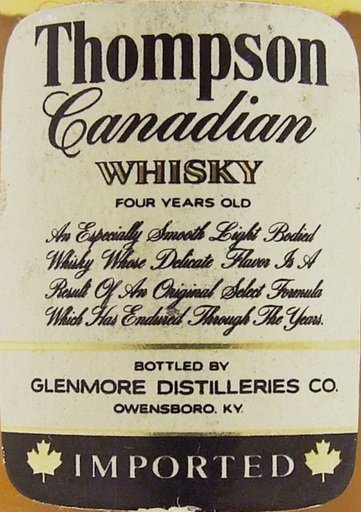 Thompson
Canadian
WHISKY
FOUR YEARS OLD
An Especially Smooth Light Bodied
Whisky Whose Delicate Flavor Is A
Result Of An Original Select Formula
Which Has Endured Through The Years.
BOTTLED BY
GLENMORE DISTILLERIES CO.
OWENSBORO, KY.
IMPORTED